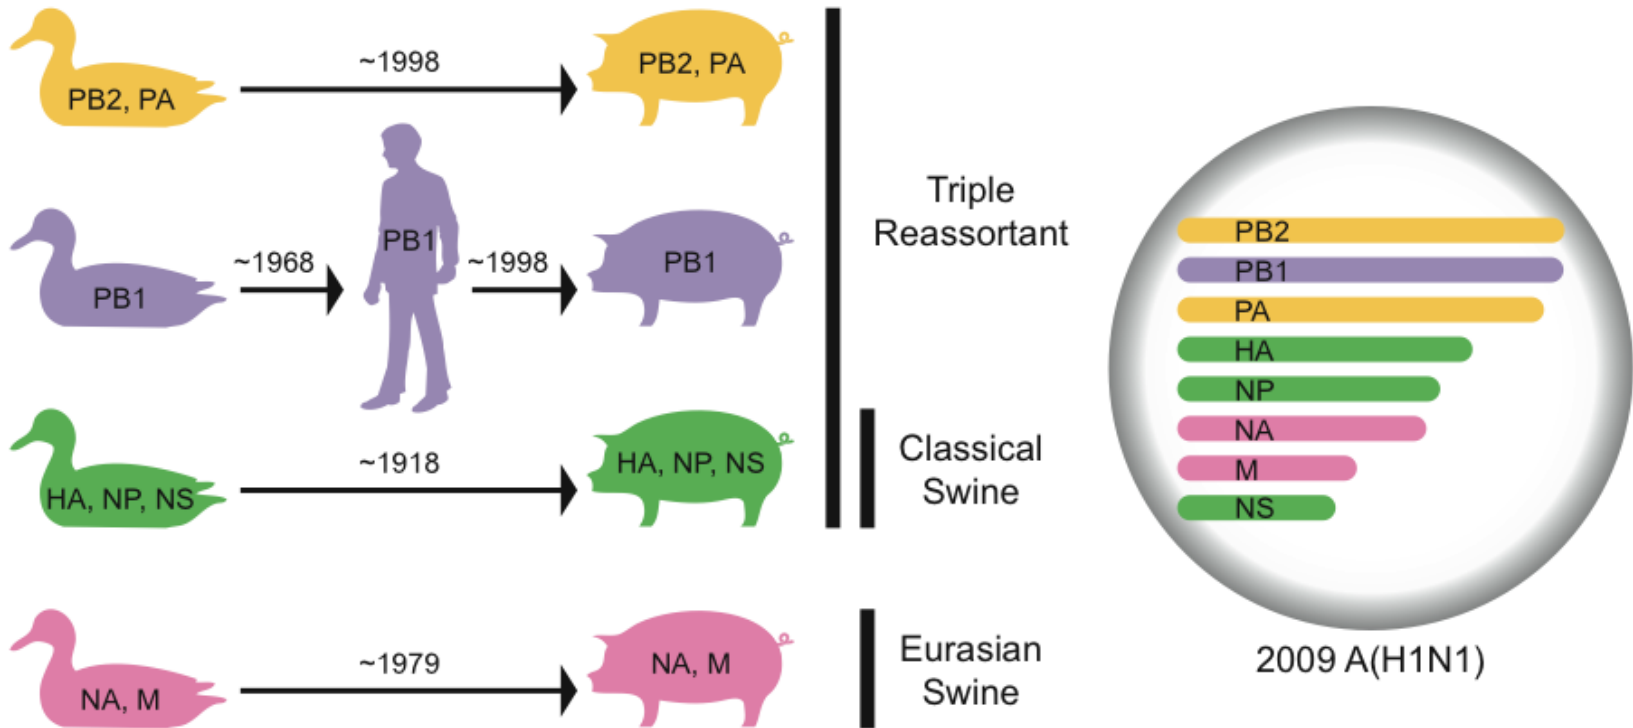 ~1998
PB2, PA
PB2, PA
~1968
PB1
PB1
~1998
PB1
Triple
Reassortant
~1918
HA, NP, NS
HA, NP, NS
Classical
Swine
~1979
NA, M
NA, M
Eurasian
Swine
PB2
PB1
PA
HA
NP
NA
M
NS
2009 A(H1N1)